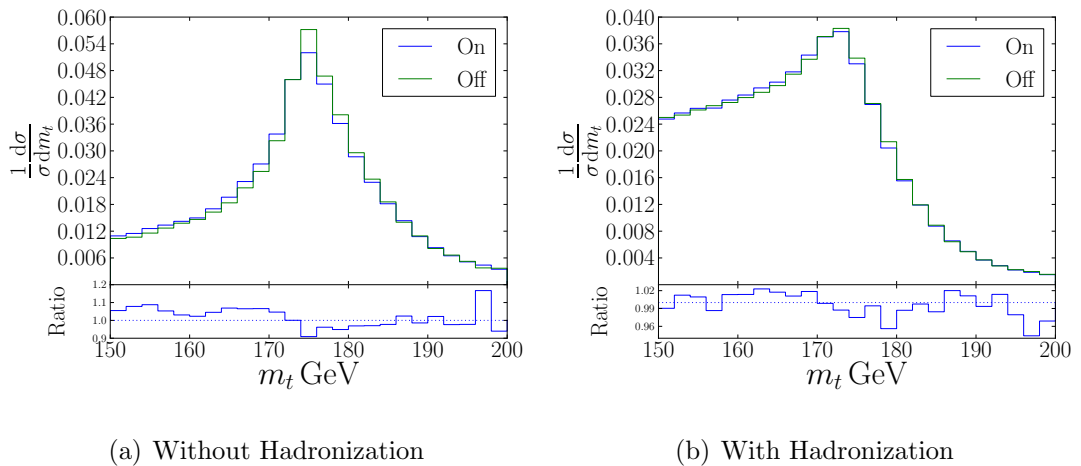 0.060
0.054
0.048
0.042
0.036
0.030
0.024
0.018
0.012
0.006
1/σ dσ/dm_t
On
Off
1.2
1.1
1.0
0.9
Ratio
150 160 170 180 190 200
m_t GeV
(a) Without Hadronization
0.040
0.036
0.032
0.028
0.024
0.020
0.016
0.012
0.008
0.004
1/σ dσ/dm_t
On
Off
1.02
0.99
0.96
Ratio
150 160 170 180 190 200
m_t GeV
(b) With Hadronization